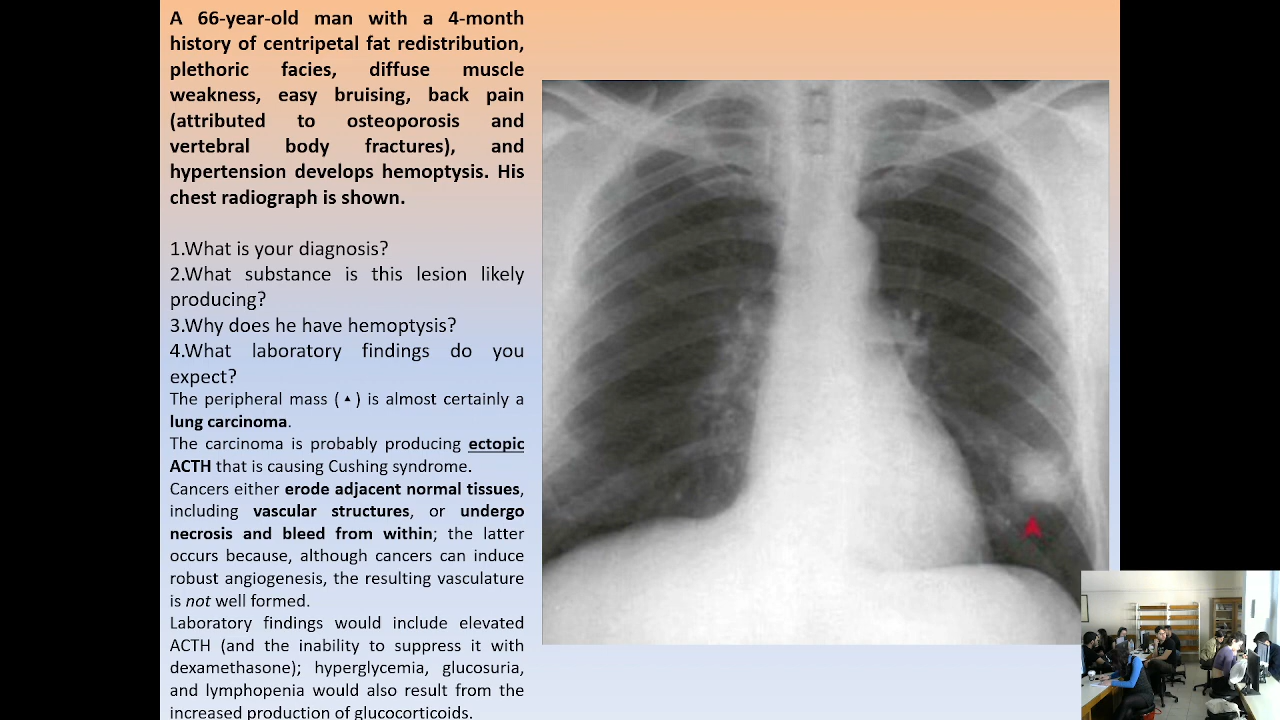 A 66-year-old man with a 4-month
history of centripetal fat redistribution,
plethoric facies, diffuse muscle
weakness, easy bruising, back pain
(attributed to osteoporosis and
vertebral body fractures), and
hypertension develops hemoptysis. His
chest radiograph is shown.
1.What is your diagnosis?
2.What substance is this lesion likely
producing?
3.Why does he have hemoptysis?
4.What laboratory findings do you
expect?
The peripheral mass (▲) is almost certainly a
lung carcinoma.
The carcinoma is probably producing ectopic
ACTH that is causing Cushing syndrome.
Cancers either erode adjacent normal tissues,
including vascular structures, or undergo
necrosis and bleed from within; the latter
occurs because, although cancers can induce
robust angiogenesis, the resulting vasculature
is not well formed.
Laboratory findings would include elevated
ACTH (and the inability to suppress it with
dexamethasone); hyperglycemia, glucosuria,
and lymphopenia would also result from the
increased production of glucocorticoids.